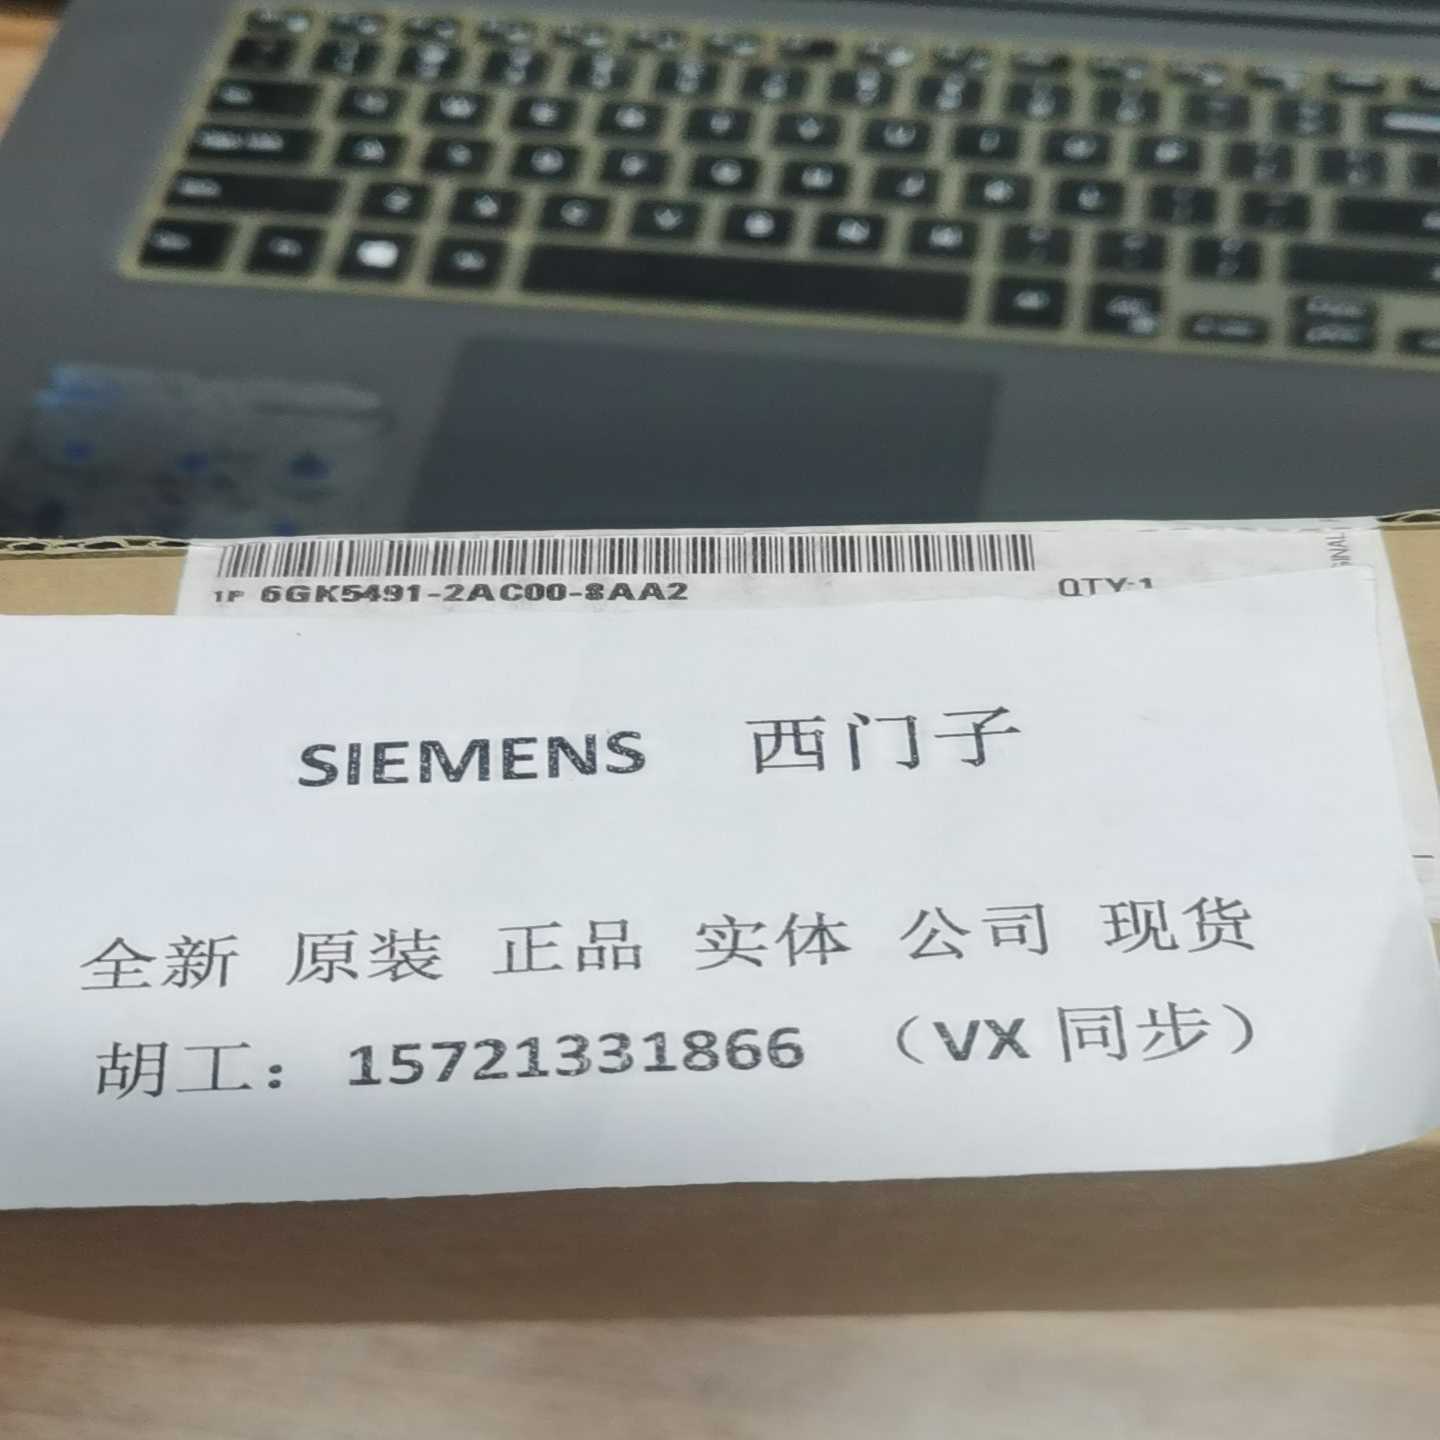 1P 6GK5491-2AC00-8AA2 QTY:1
SIEMENS 西门子
全新 原装 正品 实体 公司 现货
胡工：15721331866 （VX 同步）